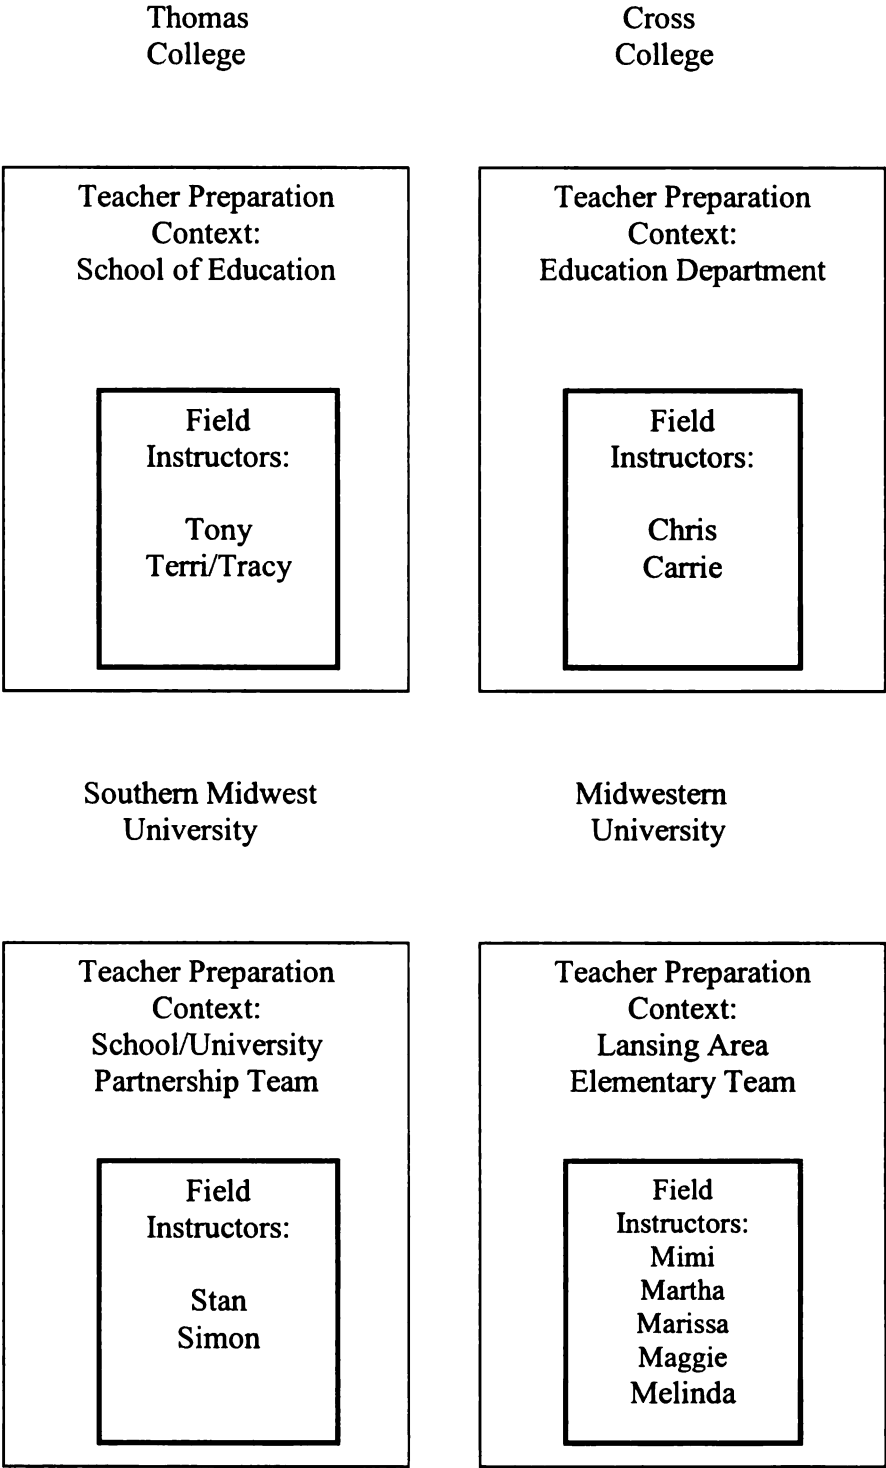 Thomas
College
Cross
College
Teacher Preparation
Context:
School of Education
Field
Instructors:
Tony
Terri/Tracy
Teacher Preparation
Context:
Education Department
Field
Instructors:
Chris
Carrie
Southern Midwest
University
Midwestern
University
Teacher Preparation
Context:
School/University
Partnership Team
Field
Instructors:
Stan
Simon
Teacher Preparation
Context:
Lansing Area
Elementary Team
Field
Instructors:
Mimi
Martha
Marissa
Maggie
Melinda